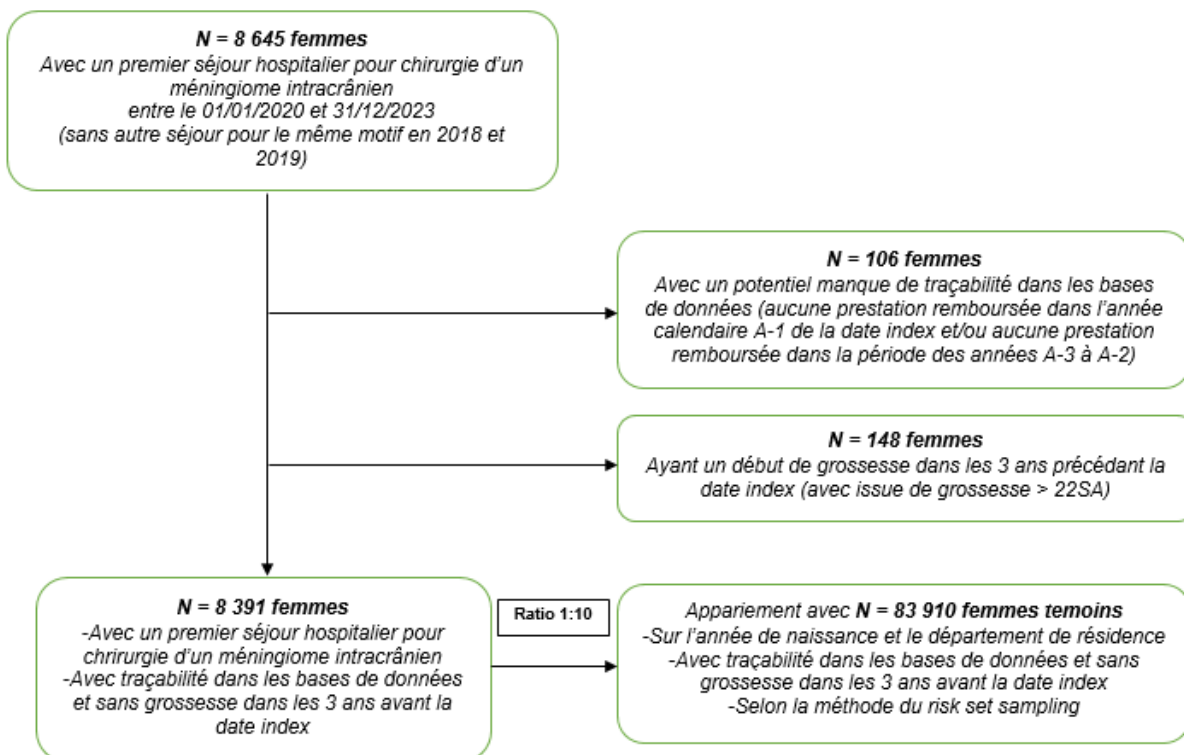 N = 8 645 femmes
Avec un premier séjour hospitalier pour chirurgie d'un
méningiome intracrânien
entre le 01/01/2020 et 31/12/2023
(sans autre séjour pour le même motif en 2018 et
2019)
N = 106 femmes
Avec un potentiel manque de traçabilité dans les bases
de données (aucune prestation remboursée dans l'année
calendaire A-1 de la date index et/ou aucune prestation
remboursée dans la période des années A-3 à A-2)
N = 148 femmes
Ayant un début de grossesse dans les 3 ans précédant la
date index (avec issue de grossesse > 22SA)
N = 8 391 femmes
-Avec un premier séjour hospitalier pour
chrirurgie d'un méningiome intracrânien
-Avec traçabilité dans les bases de données
et sans grossesse dans les 3 ans avant la
date index
Ratio 1:10
Appariement avec N = 83 910 femmes temoins
-Sur l'année de naissance et le département de résidence
-Avec traçabilité dans les bases de données et sans
grossesse dans les 3 ans avant la date index
-Selon la méthode du risk set sampling